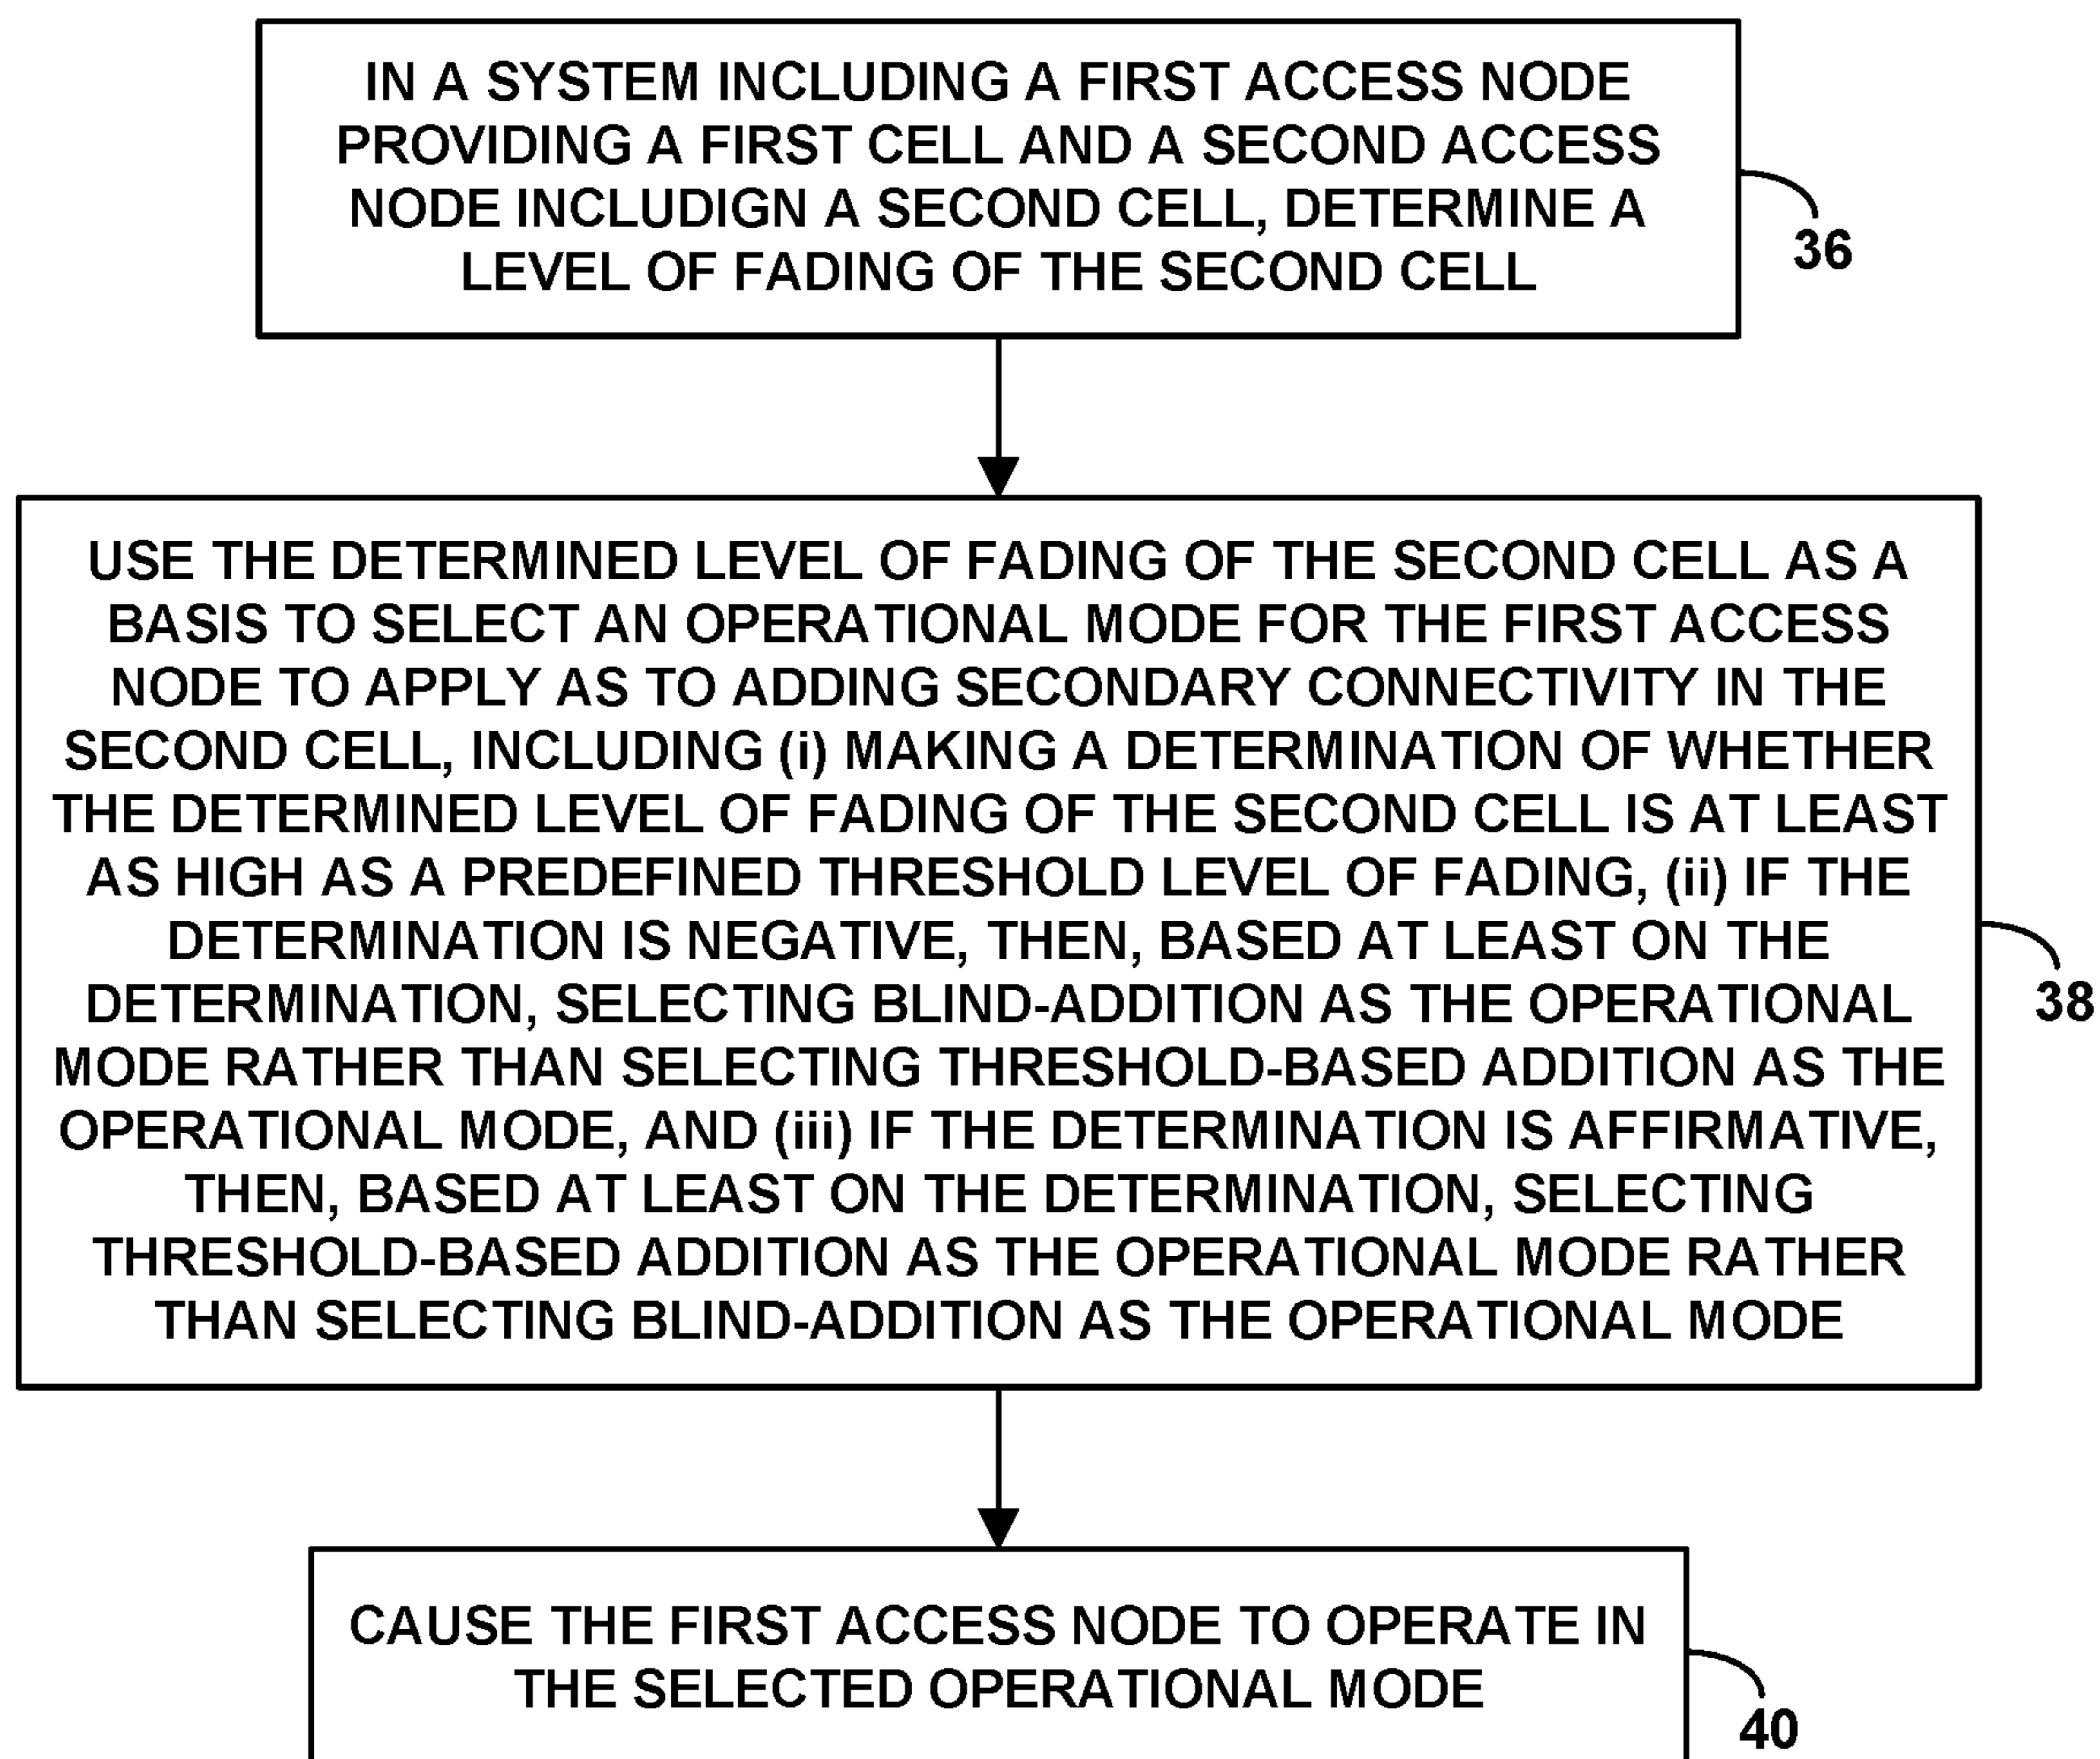 IN A SYSTEM INCLUDING A FIRST ACCESS NODE
PROVIDING A FIRST CELL AND A SECOND ACCESS
NODE INCLUDIGN A SECOND CELL, DETERMINE A
LEVEL OF FADING OF THE SECOND CELL
36
USE THE DETERMINED LEVEL OF FADING OF THE SECOND CELL AS A
BASIS TO SELECT AN OPERATIONAL MODE FOR THE FIRST ACCESS
NODE TO APPLY AS TO ADDING SECONDARY CONNECTIVITY IN THE
SECOND CELL, INCLUDING (i) MAKING A DETERMINATION OF WHETHER
THE DETERMINED LEVEL OF FADING OF THE SECOND CELL IS AT LEAST
AS HIGH AS A PREDEFINED THRESHOLD LEVEL OF FADING, (ii) IF THE
DETERMINATION IS NEGATIVE, THEN, BASED AT LEAST ON THE
DETERMINATION, SELECTING BLIND-ADDITION AS THE OPERATIONAL
MODE RATHER THAN SELECTING THRESHOLD-BASED ADDITION AS THE
OPERATIONAL MODE, AND (iii) IF THE DETERMINATION IS AFFIRMATIVE,
THEN, BASED AT LEAST ON THE DETERMINATION, SELECTING
THRESHOLD-BASED ADDITION AS THE OPERATIONAL MODE RATHER
THAN SELECTING BLIND-ADDITION AS THE OPERATIONAL MODE
38
CAUSE THE FIRST ACCESS NODE TO OPERATE IN
THE SELECTED OPERATIONAL MODE
40